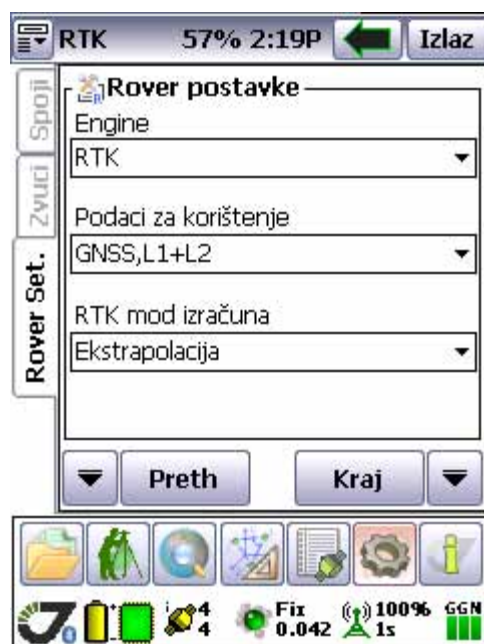 RTK 57% 2:19P Izlaz
Spoji
Zvuci
Rover Set.
Rover postavke
Engine
RTK
Podaci za korištenje
GNSS,L1+L2
RTK mod izračuna
Ekstrapolacija
Preth Kraj
0 4 4 Fix 0.042 100% 1s GGN